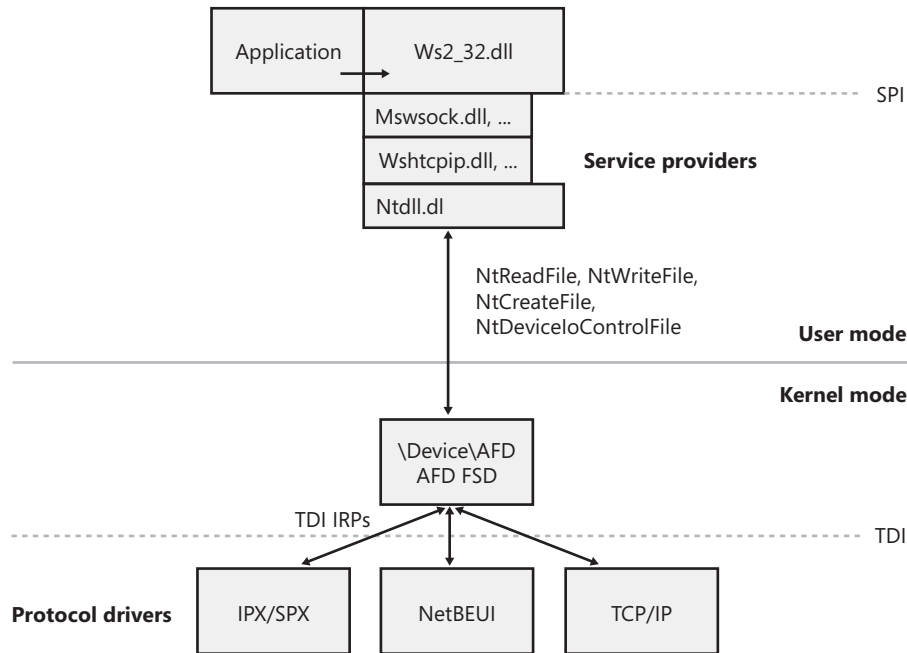 Application
Ws2_32.dll
SPI
Mswsock.dll, ...
Wshtcpip.dll, ...
Service providers
Ntdll.dl
NtReadFile, NtWriteFile,
NtCreateFile,
NtDeviceIoControlFile
User mode
Kernel mode
\Device\AFD
AFD FSD
TDI IRPs
TDI
Protocol drivers
IPX/SPX
NetBEUI
TCP/IP